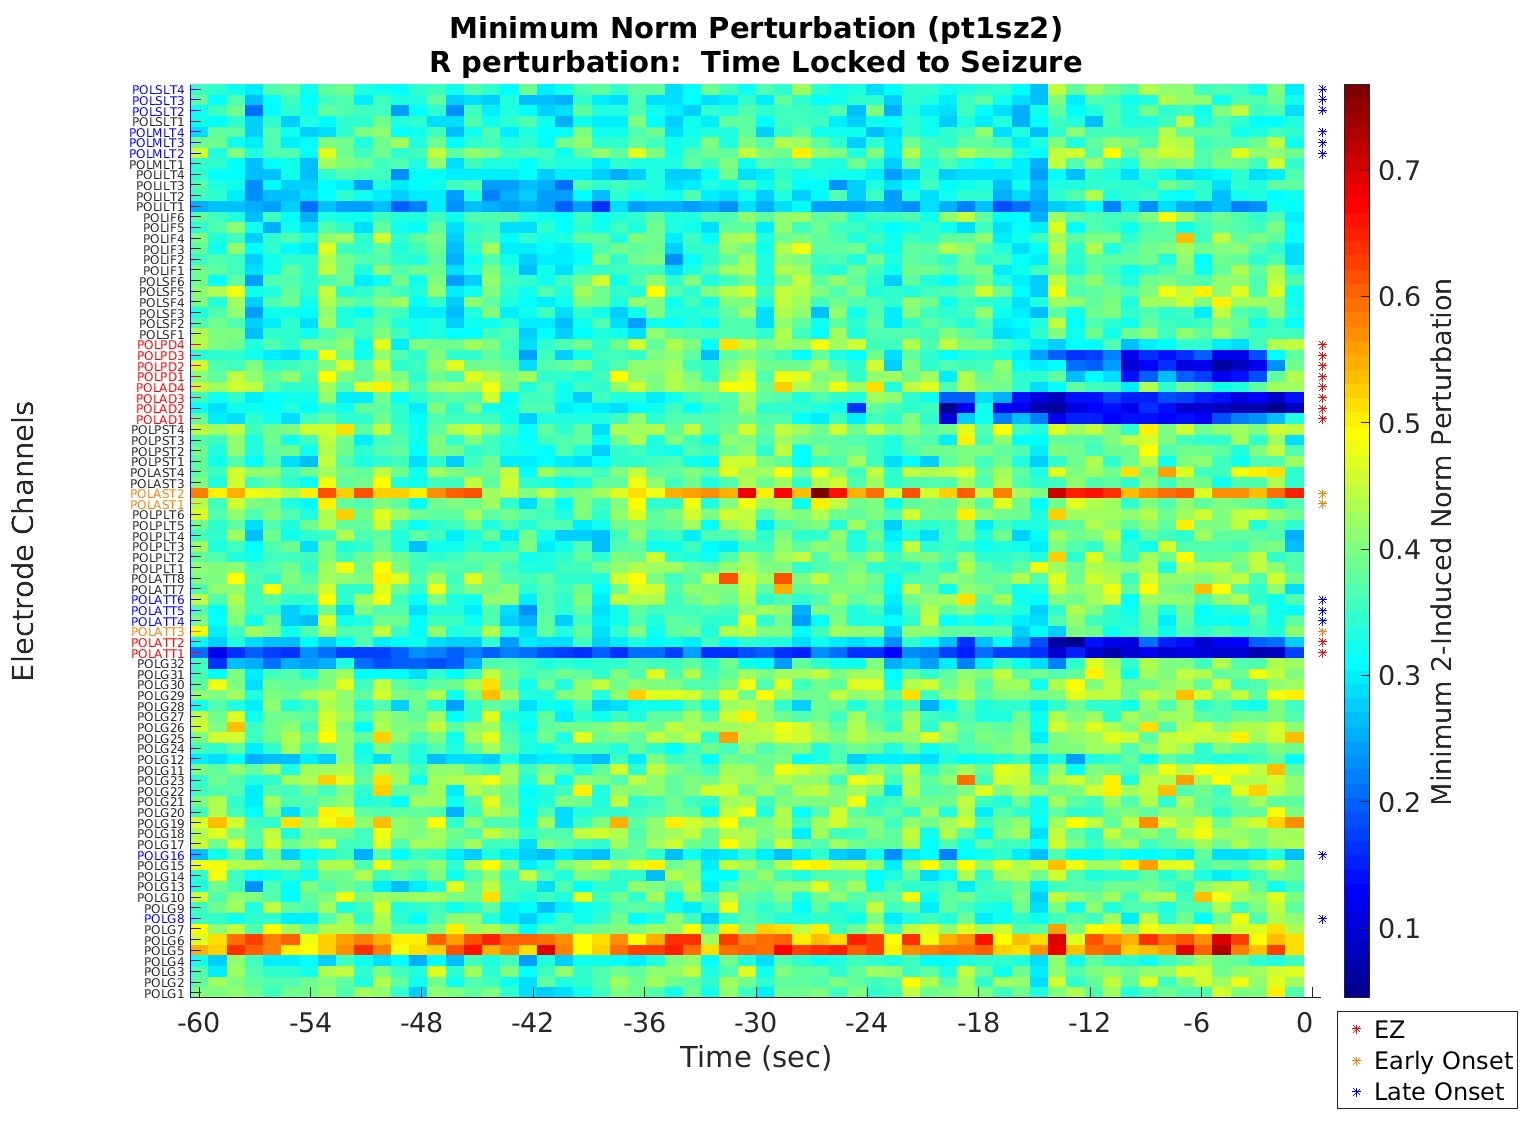 Minimum Norm Perturbation (pt1sz2)
R perturbation: Time Locked to Seizure
Electrode Channels
POLSLT4
POLSLT3
POLSLT2
POLSLT1
POLMLT4
POLMLT3
POLMLT2
POLMLT1
POLILT4
POLILT3
POLILT2
POLILT1
POLIF6
POLIF5
POLIF4
POLIF3
POLIF2
POLIF1
POLSF6
POLSF5
POLSF4
POLSF3
POLSF2
POLSF1
POLPD4
POLPD3
POLPD2
POLPD1
POLAD4
POLAD3
POLAD2
POLAD1
POLPST4
POLPST3
POLPST2
POLPST1
POLAST4
POLAST3
POLAST2
POLAST1
POLPLT6
POLPLT5
POLPLT4
POLPLT3
POLPLT2
POLPLT1
POLATT8
POLATT7
POLATT6
POLATT5
POLATT4
POLATT3
POLATT2
POLATT1
POLG32
POLG31
POLG30
POLG29
POLG28
POLG27
POLG26
POLG25
POLG24
POLG12
POLG11
POLG23
POLG22
POLG21
POLG20
POLG19
POLG18
POLG17
POLG16
POLG15
POLG14
POLG13
POLG10
POLG9
POLG8
POLG7
POLG6
POLG5
POLG4
POLG3
POLG2
POLG1
-60 -54 -48 -42 -36 -30 -24 -18 -12 -6 0
Time (sec)
0.7
0.6
0.5
0.4
0.3
0.2
0.1
Minimum 2-Induced Norm Perturbation
EZ
Early Onset
Late Onset